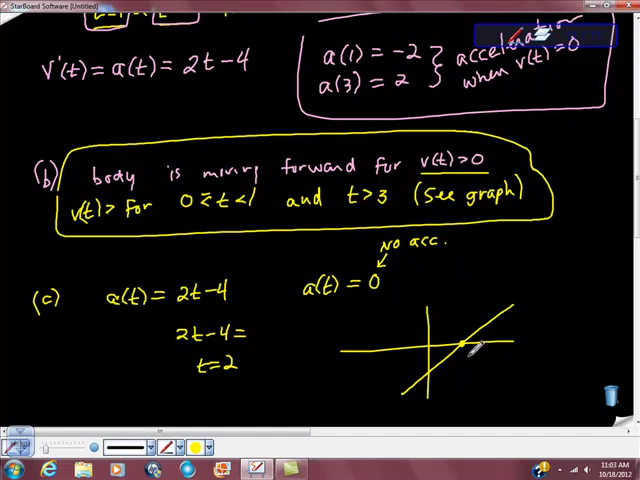 StarBoard Software [Untitled]
v'(t) = a(t) = 2t-4
a(1) = -2 } acceleration
a(3) = 2 } when v(t) = 0
(b) body is moving forward for v(t)>0
v(t)> for 0 ≤ t < 1 and t>3 (See graph)
NO acc.
(c) a(t) = 2t-4 a(t) = 0
2t-4=
t=2
11:03 AM
10/18/2012